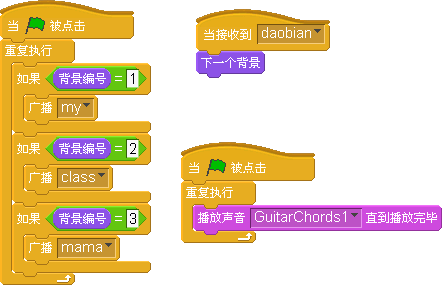 当 被点击
重复执行
如果 背景编号 = 1
广播 my
如果 背景编号 = 2
广播 class
如果 背景编号 = 3
广播 mama
当接收到 daobian
下一个背景
当 被点击
重复执行
播放声音 GuitarChords1 直到播放完毕